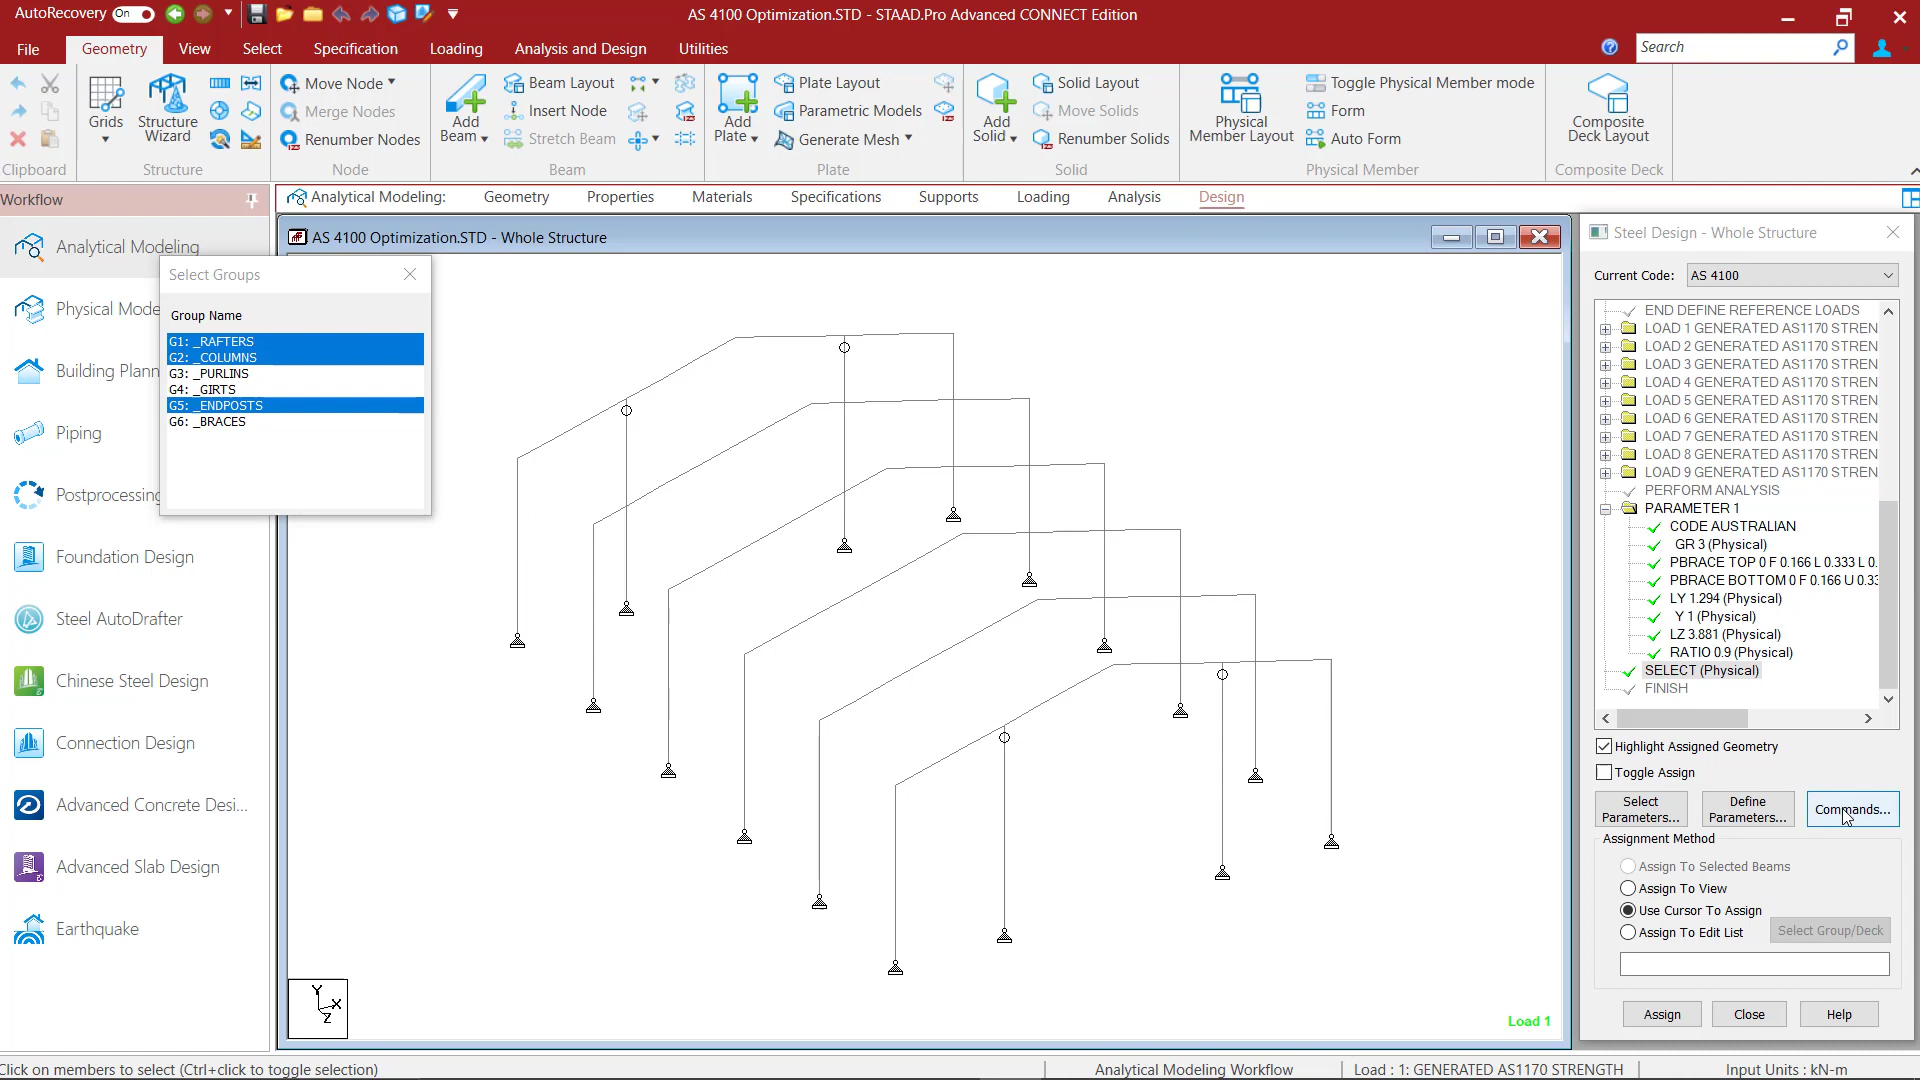 AutoRecovery On
AS 4100 Optimization.STD - STAAD.Pro Advanced CONNECT Edition
File
Geometry
View
Select
Specification
Loading
Analysis and Design
Utilities
Search
Grids
Structure Wizard
Move Node
Merge Nodes
Renumber Nodes
Add Beam
Beam Layout
Insert Node
Stretch Beam
Add Plate
Plate Layout
Parametric Models
Generate Mesh
Add Solid
Solid Layout
Move Solids
Renumber Solids
Physical Member Layout
Toggle Physical Member mode
Form
Auto Form
Composite Deck Layout
Clipboard
Structure
Node
Beam
Plate
Solid
Physical Member
Composite Deck
Workflow
Analytical Modeling:
Geometry
Properties
Materials
Specifications
Supports
Loading
Analysis
Design
Analytical Modeling
Physical Mode
Building Plann
Piping
Postprocessing
Foundation Design
Steel AutoDrafter
Chinese Steel Design
Connection Design
Advanced Concrete Desi...
Advanced Slab Design
Earthquake
Select Groups
Group Name
G1: _RAFTERS
G2: _COLUMNS
G3: _PURLINS
G4: _GIRTS
G5: _ENDPOSTS
G6: _BRACES
AS 4100 Optimization.STD - Whole Structure
Y
X
Z
Load 1
Steel Design - Whole Structure
Current Code: AS 4100
END DEFINE REFERENCE LOADS
LOAD 1 GENERATED AS1170 STREN
LOAD 2 GENERATED AS1170 STREN
LOAD 3 GENERATED AS1170 STREN
LOAD 4 GENERATED AS1170 STREN
LOAD 5 GENERATED AS1170 STREN
LOAD 6 GENERATED AS1170 STREN
LOAD 7 GENERATED AS1170 STREN
LOAD 8 GENERATED AS1170 STREN
LOAD 9 GENERATED AS1170 STREN
PERFORM ANALYSIS
PARAMETER 1
CODE AUSTRALIAN
GR 3 (Physical)
PBRACE TOP 0 F 0.166 L 0.333 L 0.
PBRACE BOTTOM 0 F 0.166 U 0.33
LY 1.294 (Physical)
Y 1 (Physical)
LZ 3.881 (Physical)
RATIO 0.9 (Physical)
SELECT (Physical)
FINISH
Highlight Assigned Geometry
Toggle Assign
Select Parameters...
Define Parameters...
Commands...
Assignment Method
Assign To Selected Beams
Assign To View
Use Cursor To Assign
Assign To Edit List
Select Group/Deck
Assign
Close
Help
Click on members to select (Ctrl+click to toggle selection)
Analytical Modeling Workflow
Load : 1: GENERATED AS1170 STRENGTH
Input Units : kN-m